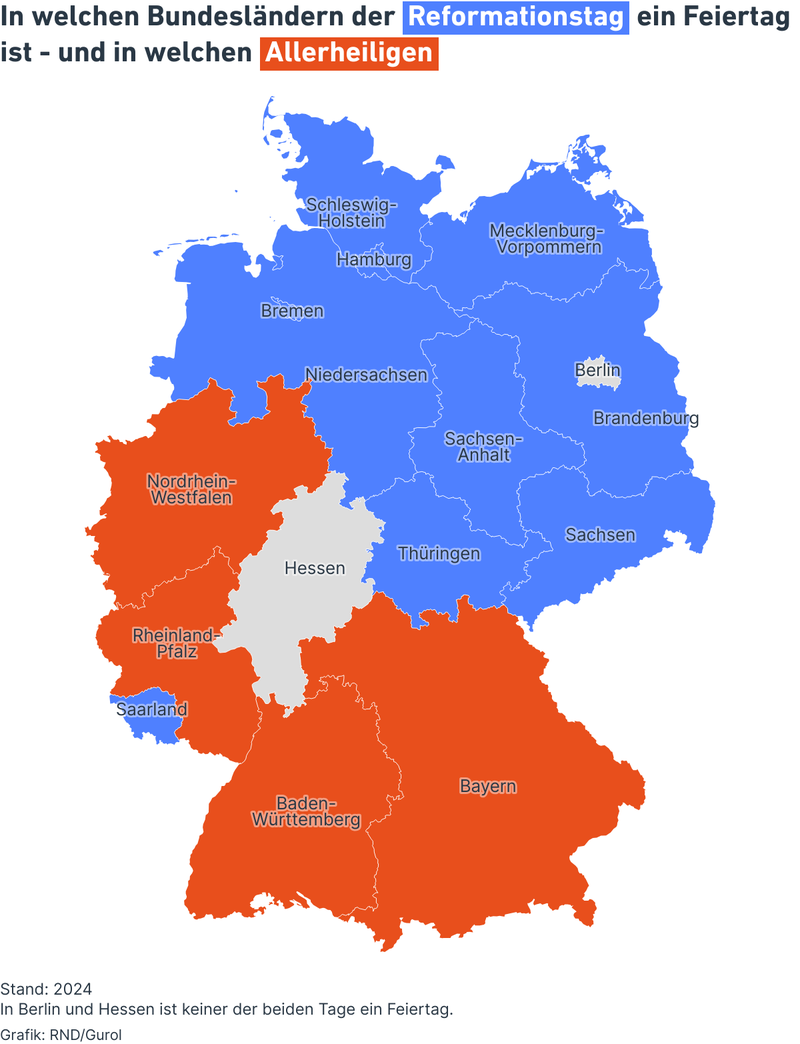 In welchen Bundesländern der Reformationstag ein Feiertag
ist - und in welchen Allerheiligen
Schleswig-
Holstein
Mecklenburg-
Vorpommern
Hamburg
Bremen
Berlin
Niedersachsen
Brandenburg
Sachsen-
Anhalt
Nordrhein-
Westfalen
Sachsen
Thüringen
Hessen
Rheinland-
Pfalz
Saarland
Bayern
Baden-
Württemberg
Stand: 2024
In Berlin und Hessen ist keiner der beiden Tage ein Feiertag.
Grafik: RND/Gurol